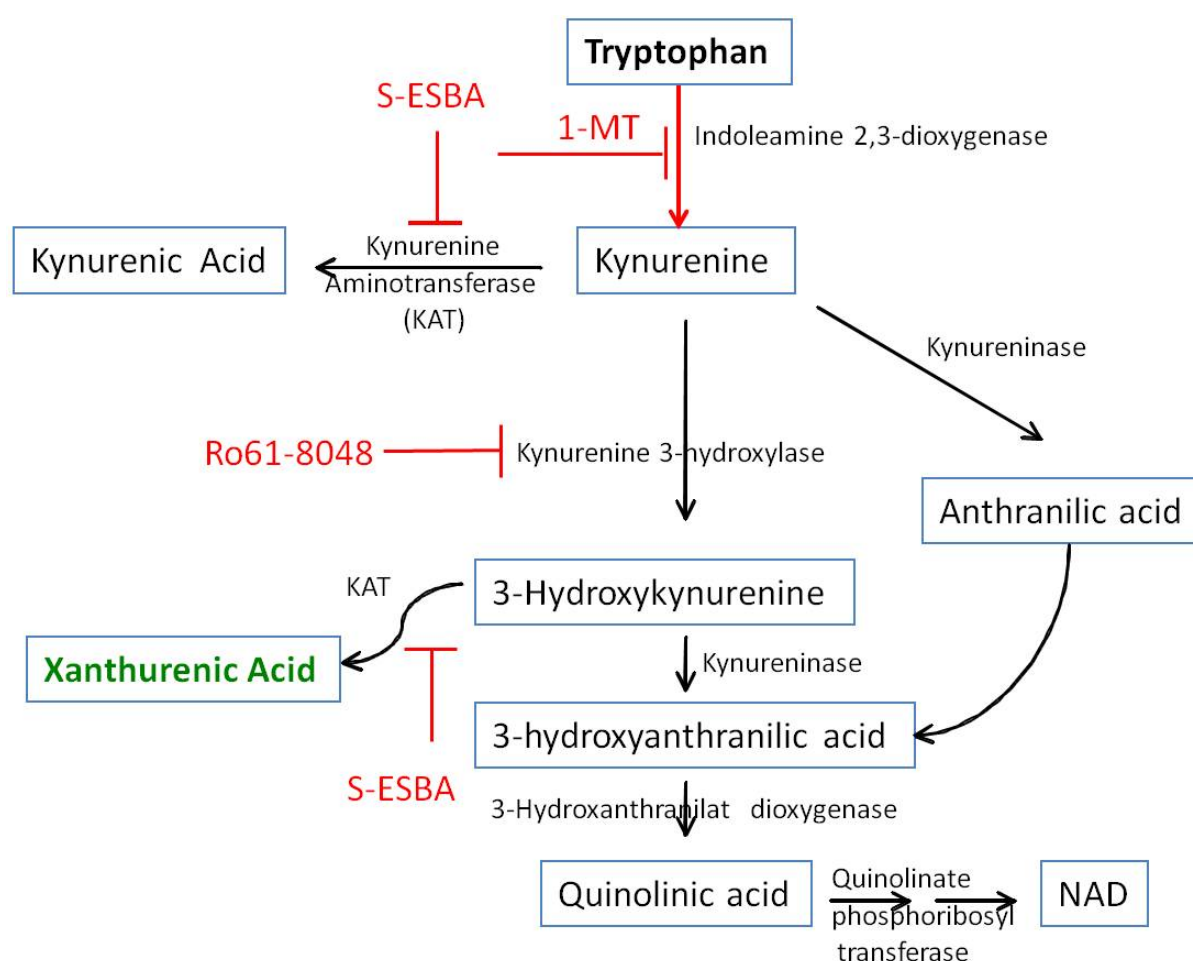 Tryptophan
S-ESBA
1-MT
Indoleamine 2,3-dioxygenase
Kynurenic Acid
Kynurenine
Aminotransferase
(KAT)
Kynurenine
Kynureninase
Ro61-8048
Kynurenine 3-hydroxylase
Anthranilic acid
KAT
3-Hydroxykynurenine
Xanthurenic Acid
Kynureninase
3-hydroxyanthranilic acid
S-ESBA
3-Hydroxanthranilat dioxygenase
Quinolinic acid
Quinolinate
phosphoribosyl
transferase
NAD